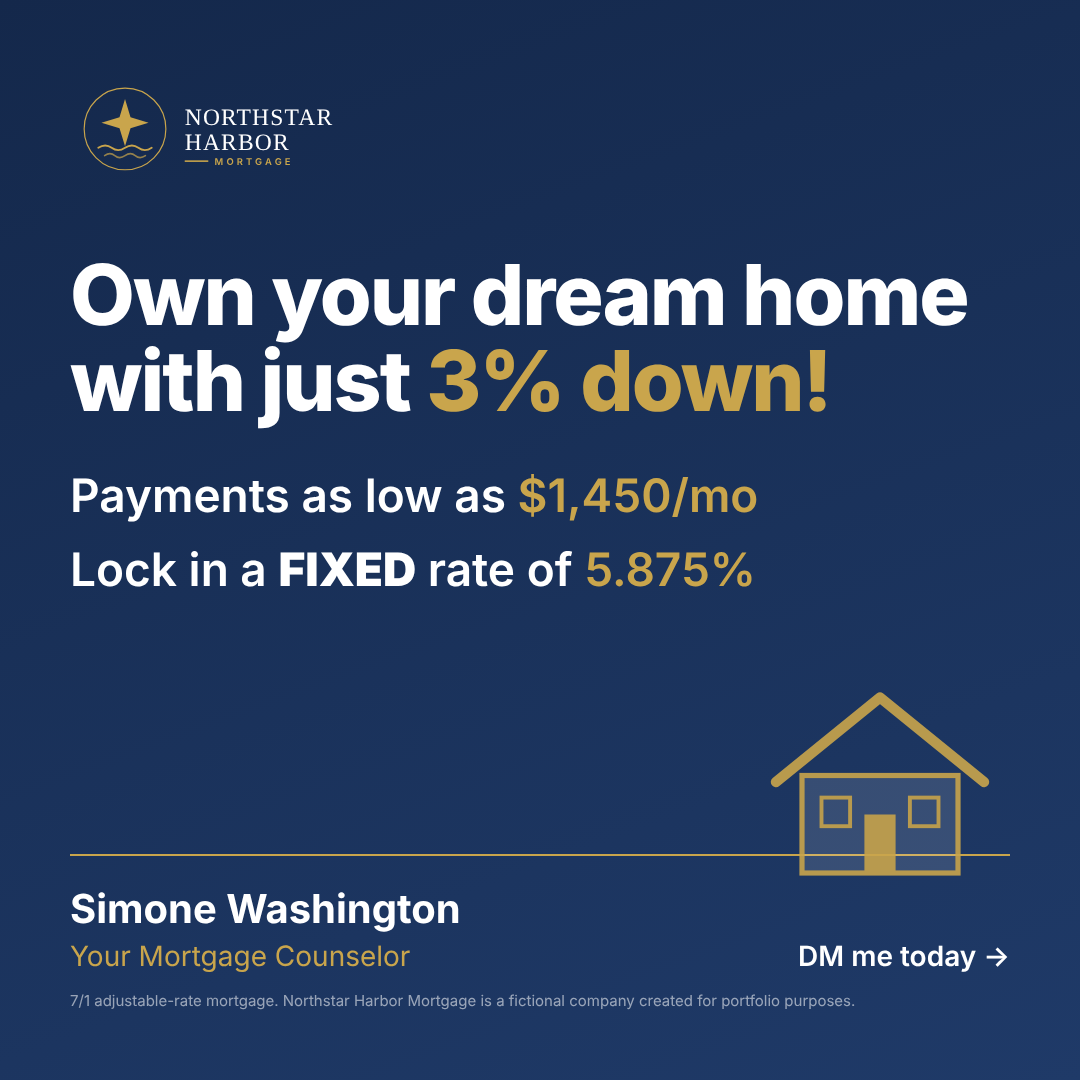 NORTHSTAR
HARBOR
MORTGAGE
Own your dream home
with just 3% down!
Payments as low as $1,450/mo
Lock in a FIXED rate of 5.875%
Simone Washington
Your Mortgage Counselor
DM me today →
7/1 adjustable-rate mortgage. Northstar Harbor Mortgage is a fictional company created for portfolio purposes.